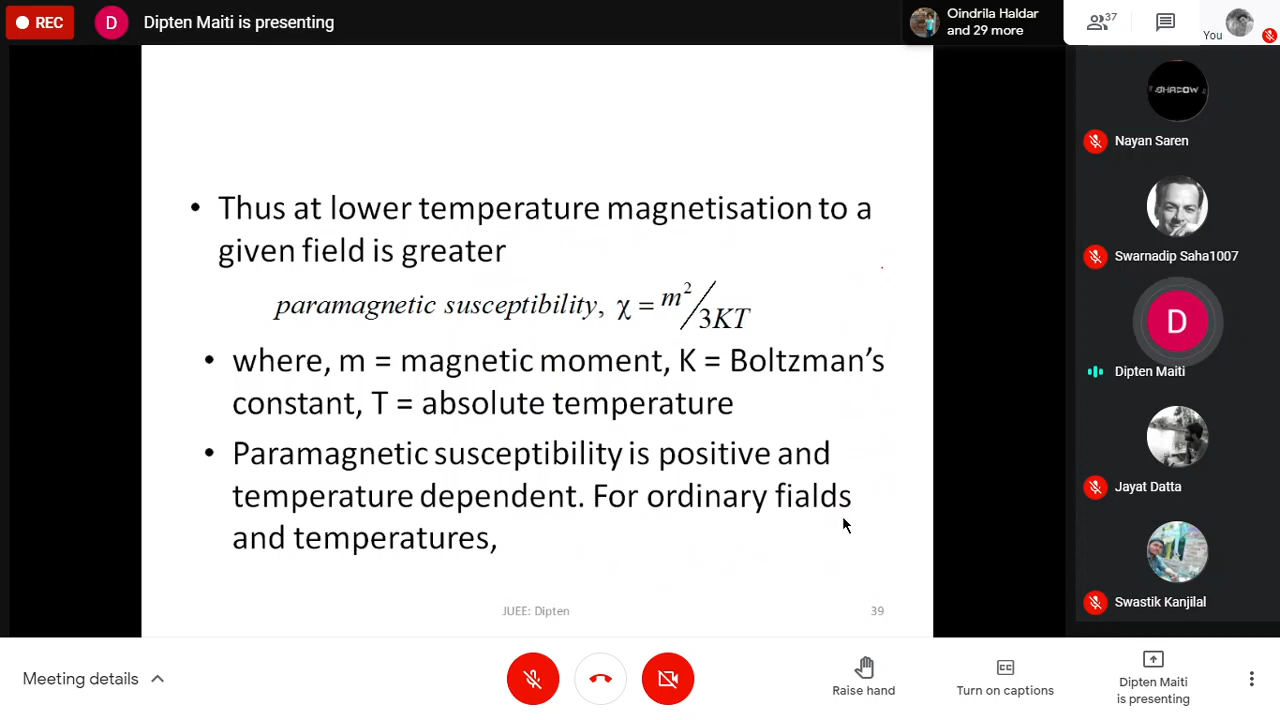 REC
D
Dipten Maiti is presenting
Oindrila Haldar
and 29 more
37
You
SHADOW
Nayan Saren
Swarnadip Saha1007
D
Dipten Maiti
Jayat Datta
Swastik Kanjilal
• Thus at lower temperature magnetisation to a
given field is greater
paramagnetic susceptibility, χ = m²/3KT
• where, m = magnetic moment, K = Boltzman’s
constant, T = absolute temperature
• Paramagnetic susceptibility is positive and
temperature dependent. For ordinary fialds
and temperatures,
JUEE: Dipten
39
Meeting details
Raise hand
Turn on captions
Dipten Maiti
is presenting